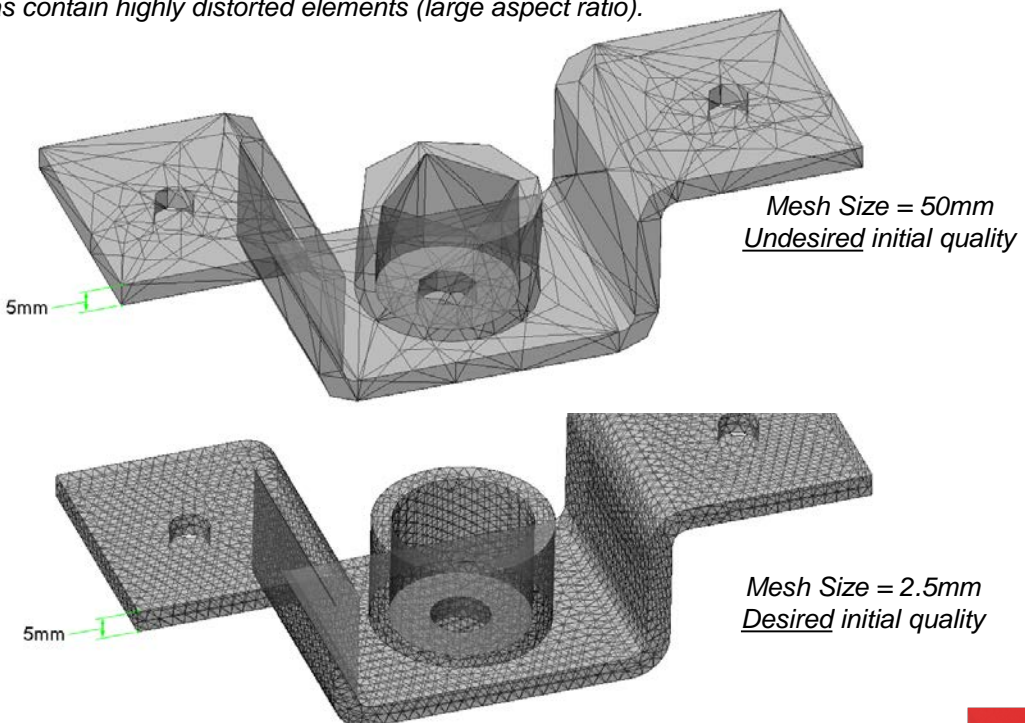 contain highly distorted elements (large aspect ratio).
Mesh Size = 50mm
Undesired initial quality
5mm
Mesh Size = 2.5mm
Desired initial quality
5mm